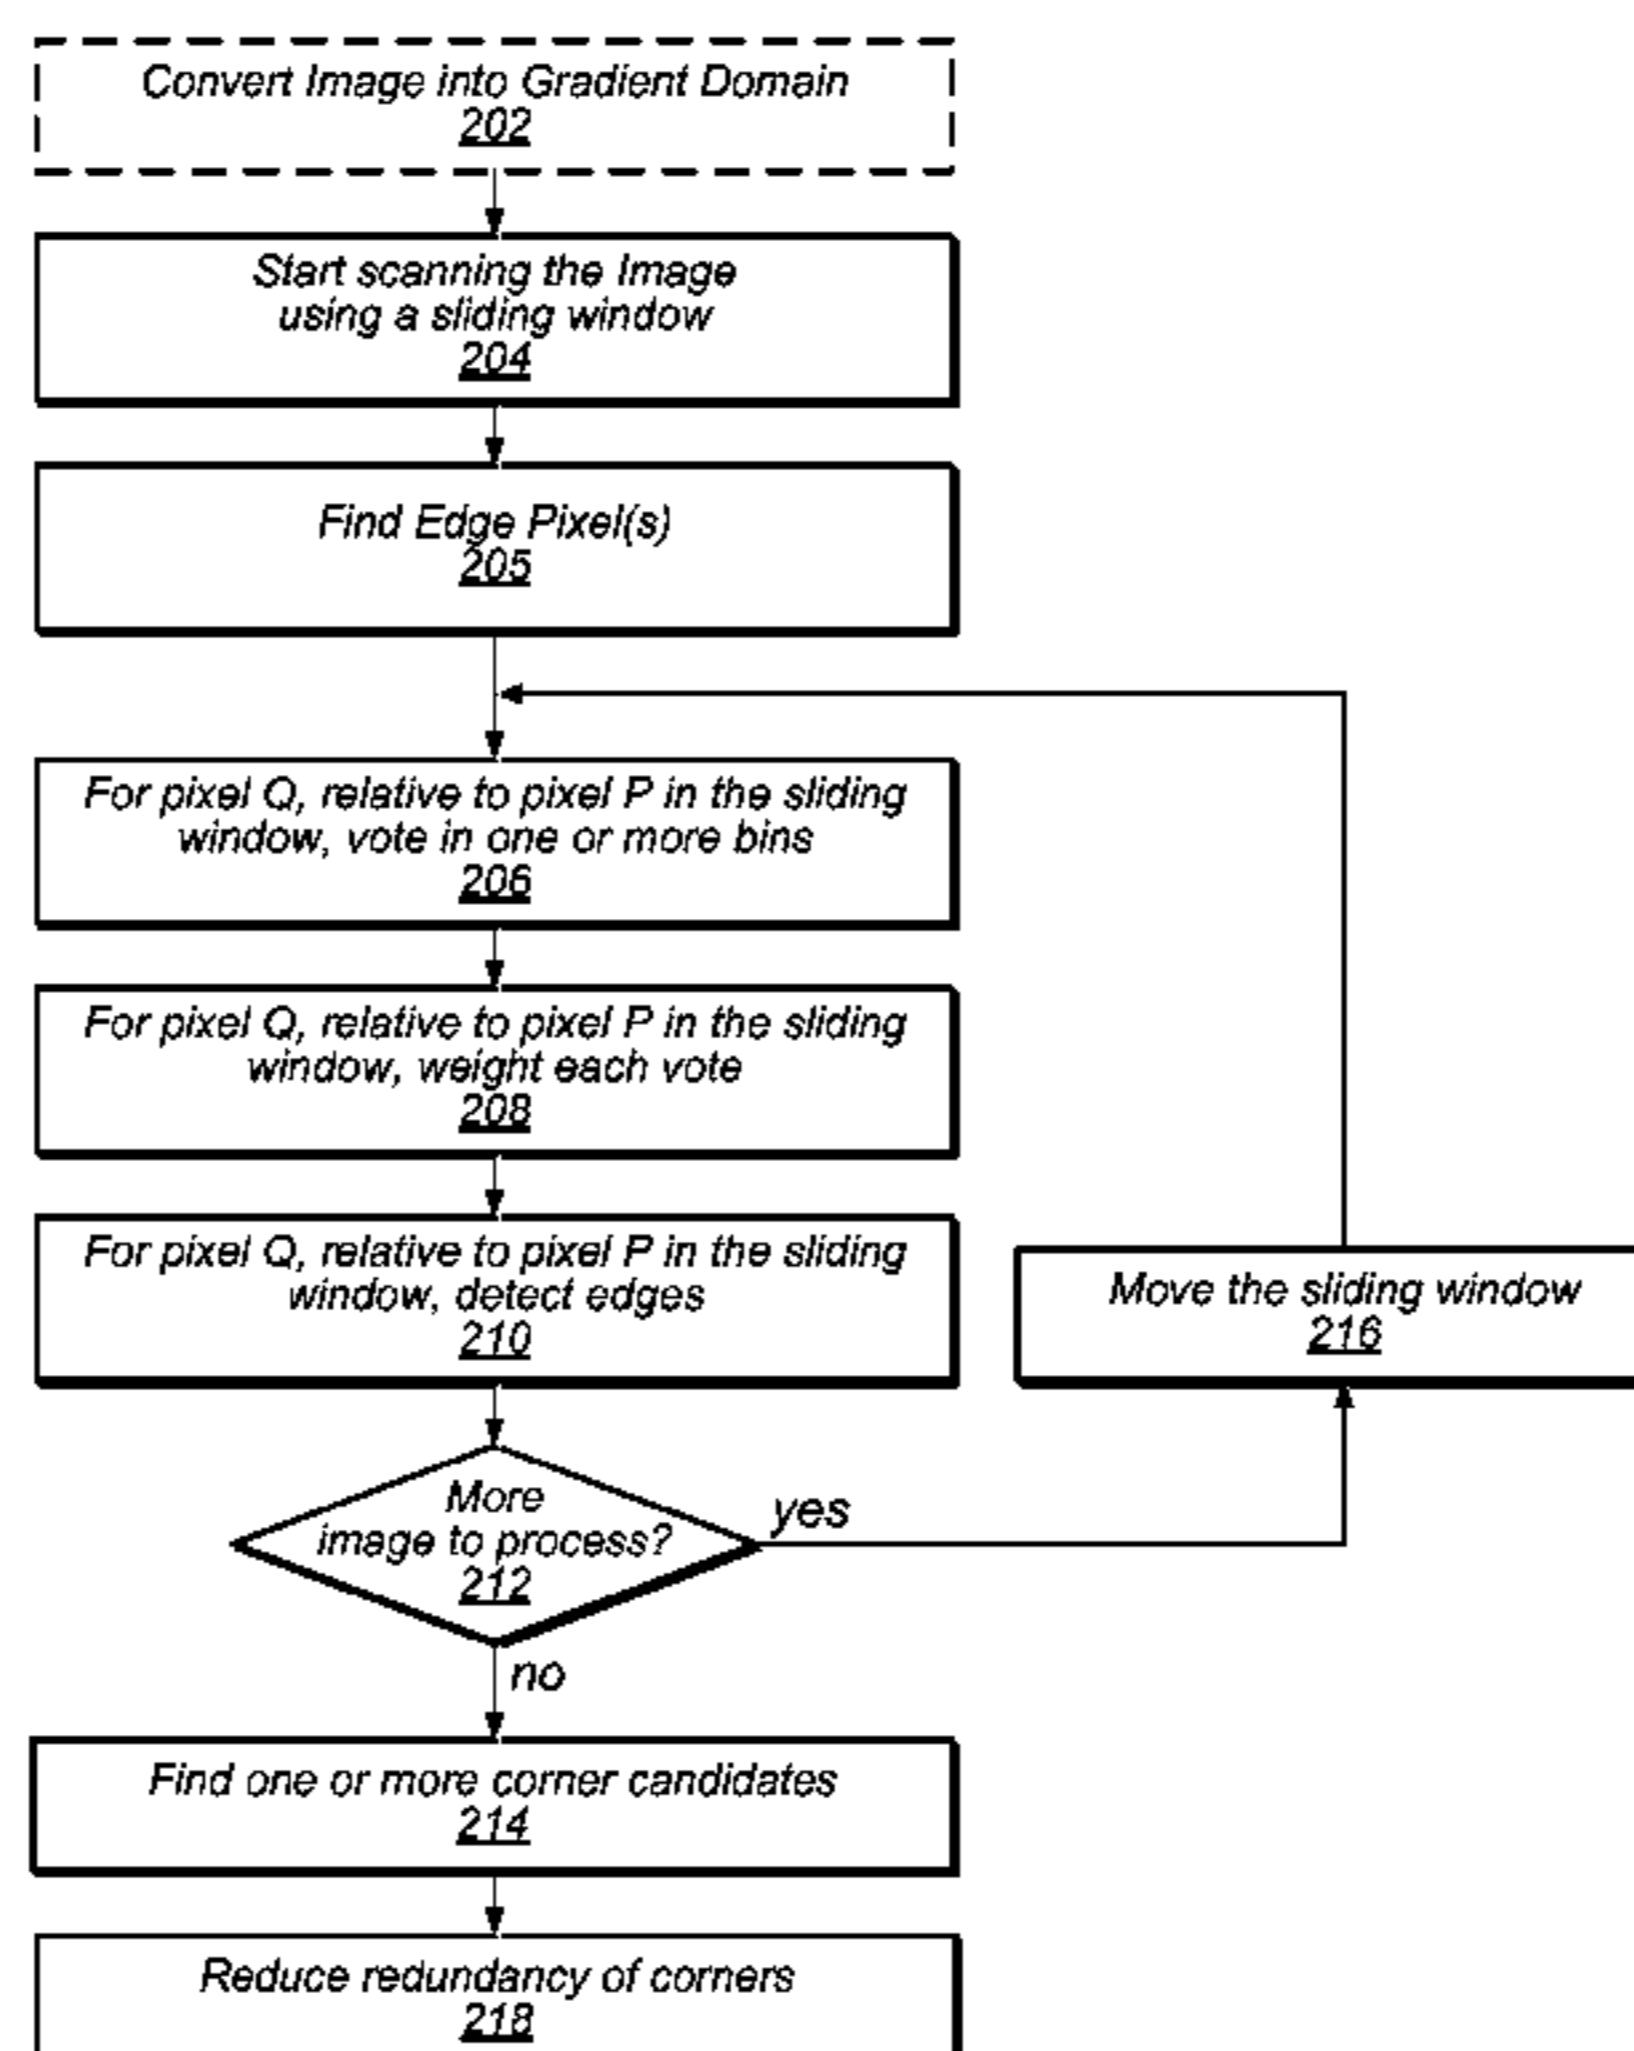 Convert Image into Gradient Domain
202
Start scanning the Image
using a sliding window
204
Find Edge Pixel(s)
205
For pixel Q, relative to pixel P in the sliding
window, vote in one or more bins
206
For pixel Q, relative to pixel P in the sliding
window, weight each vote
208
For pixel Q, relative to pixel P in the sliding
window, detect edges
210
Move the sliding window
216
More
image to process?
212
yes
no
Find one or more corner candidates
214
Reduce redundancy of corners
218